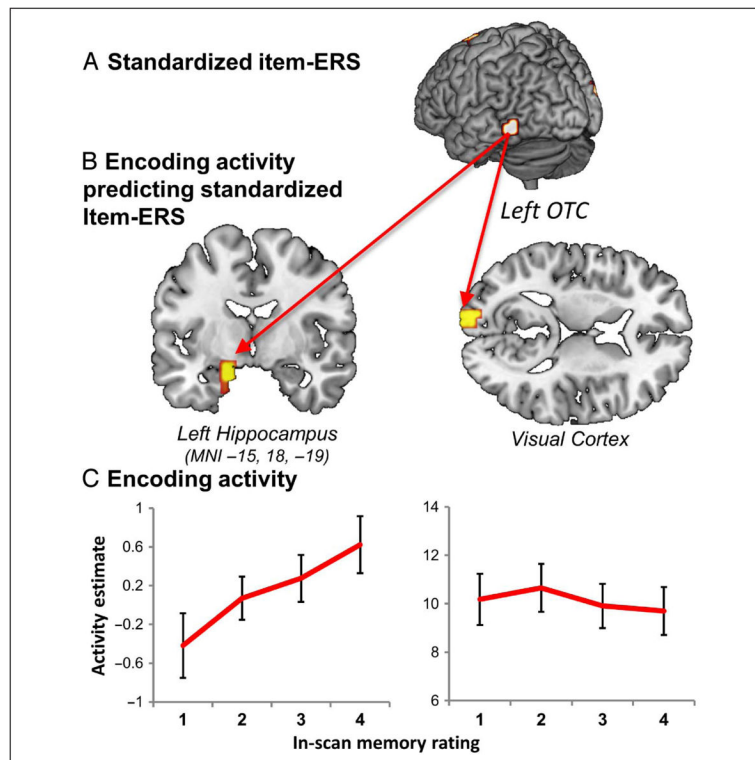 A Standardized item-ERS
B Encoding activity
predicting standardized
Item-ERS
Left OTC
Left Hippocampus
(MNI –15, 18, –19)
Visual Cortex
C Encoding activity
Activity estimate
1
0.6
0.2
–0.2
–0.6
–1
1 2 3 4
14
12
10
8
6
1 2 3 4
In-scan memory rating